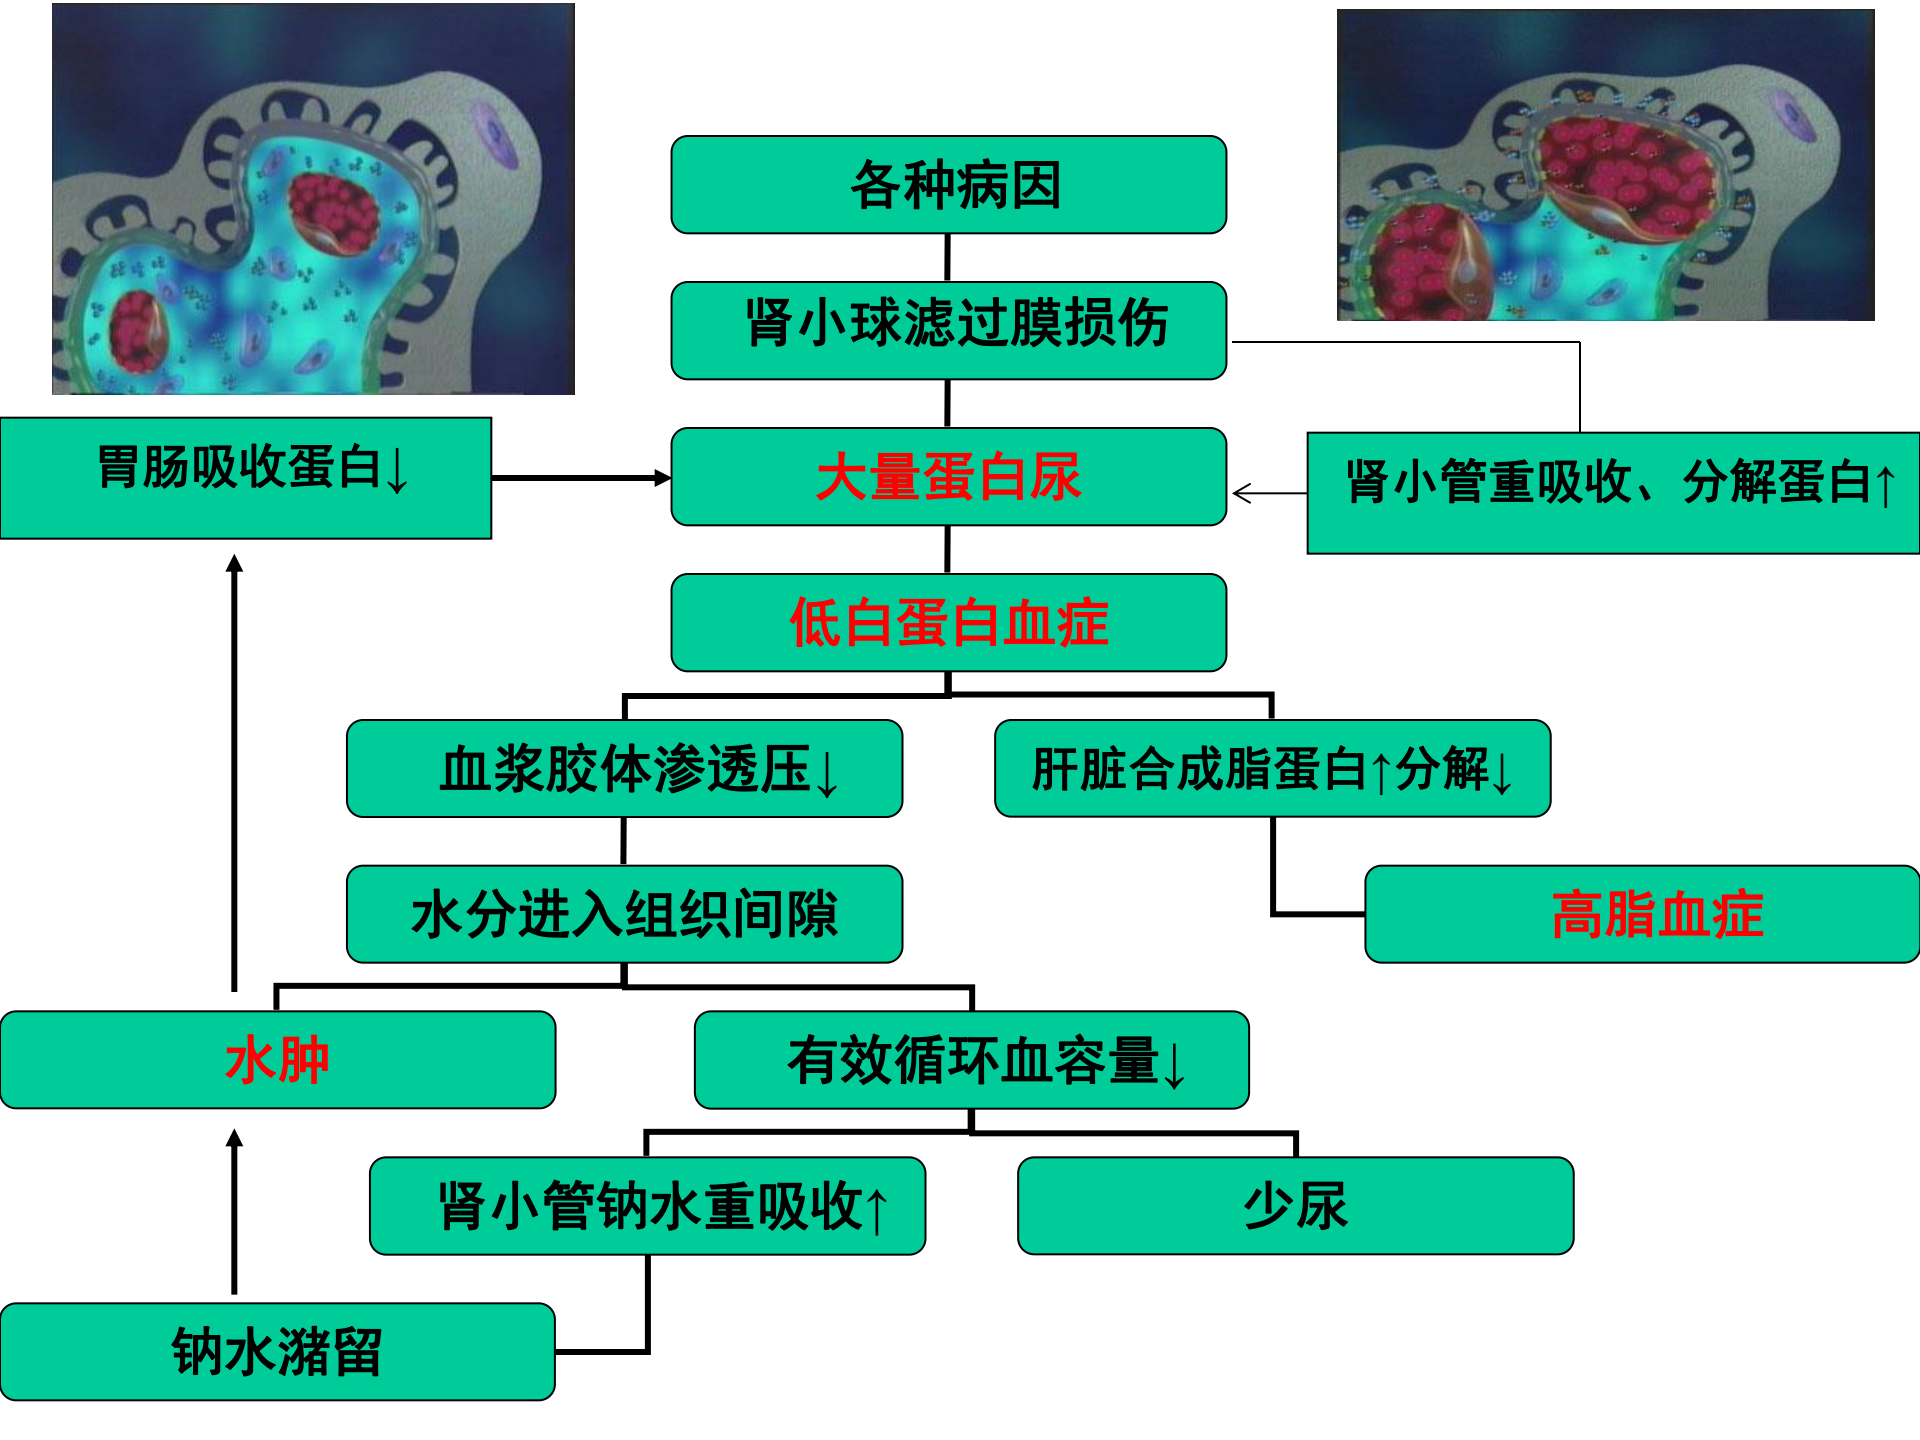 各种病因
肾小球滤过膜损伤
胃肠吸收蛋白↓
大量蛋白尿
肾小管重吸收、分解蛋白↑
低白蛋白血症
血浆胶体渗透压↓
肝脏合成脂蛋白↑分解↓
水分进入组织间隙
高脂血症
水肿
有效循环血容量↓
肾小管钠水重吸收↑
少尿
钠水潴留